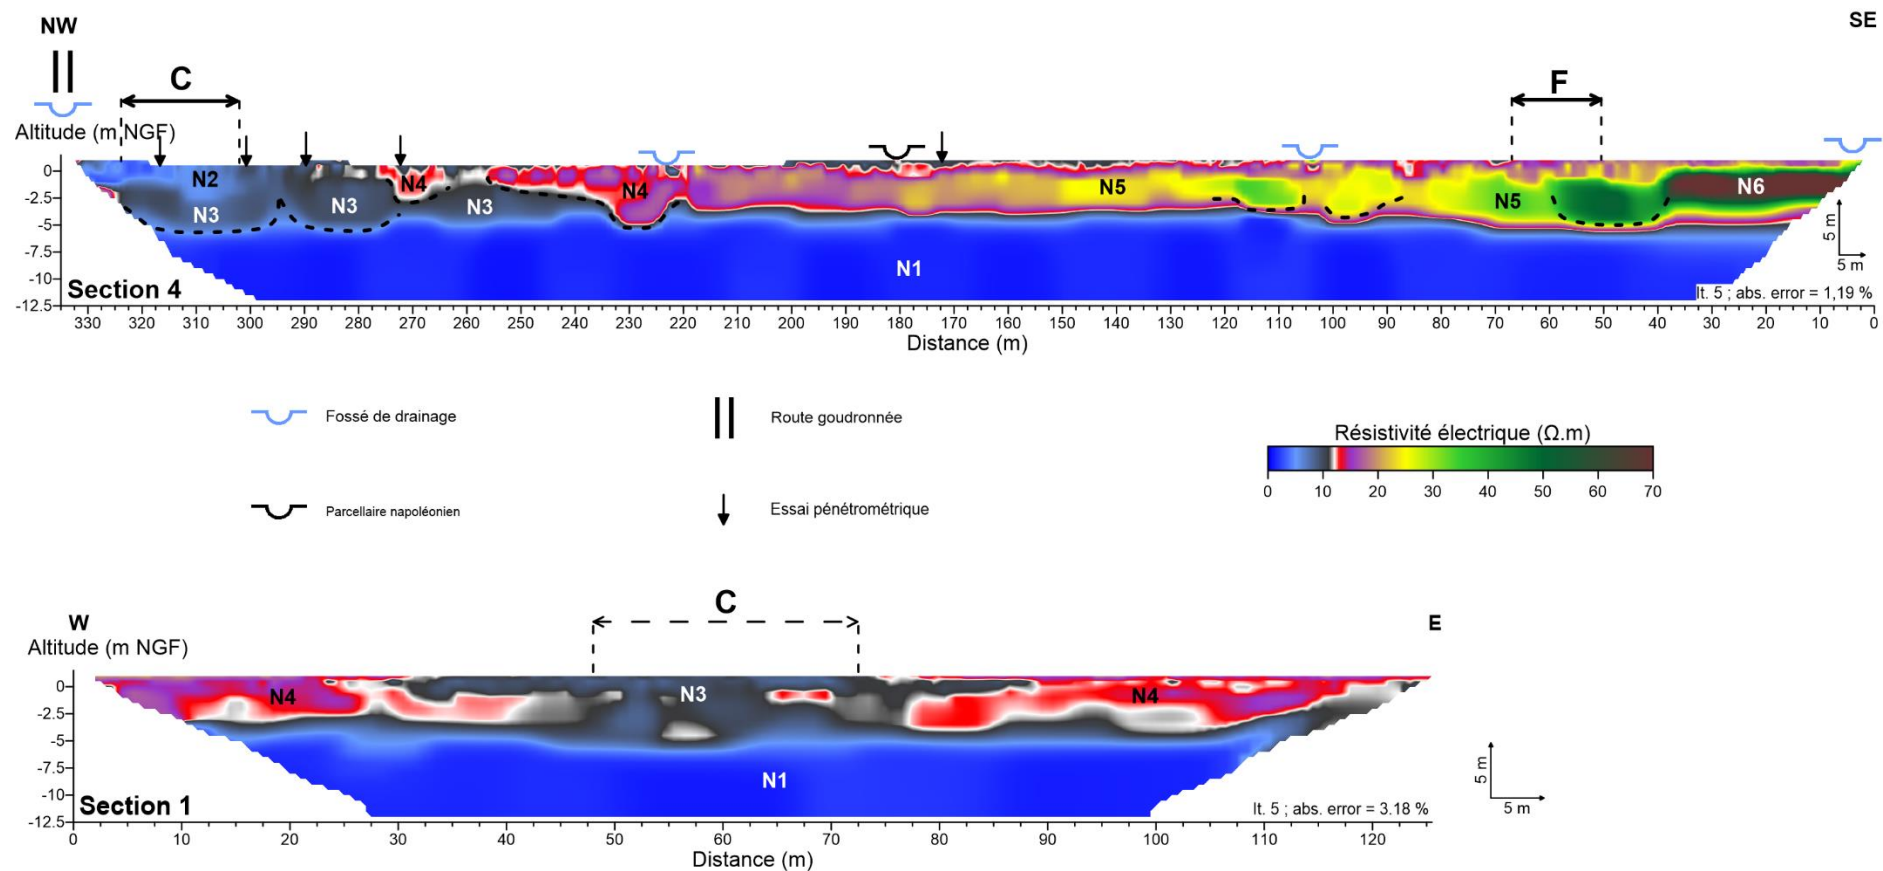 NW
SE
C
F
Altitude (m NGF)
0
-2.5
-5
-7.5
-10
-12.5
N2
N3
N3
N4
N3
N4
N5
N5
N6
N1
5 m
5 m
Section 4
It. 5 ; abs. error = 1,19 %
330 320 310 300 290 280 270 260 250 240 230 220 210 200 190 180 170 160 150 140 130 120 110 100 90 80 70 60 50 40 30 20 10 0
Distance (m)
Fossé de drainage
Route goudronnée
Parcellaire napoléonien
Essai pénétrométrique
Résistivité électrique (Ω.m)
0 10 20 30 40 50 60 70
C
W
E
Altitude (m NGF)
0
-2.5
-5
-7.5
-10
-12.5
N4
N3
N4
N1
5 m
5 m
Section 1
It. 5 ; abs. error = 3.18 %
0 10 20 30 40 50 60 70 80 90 100 110 120
Distance (m)